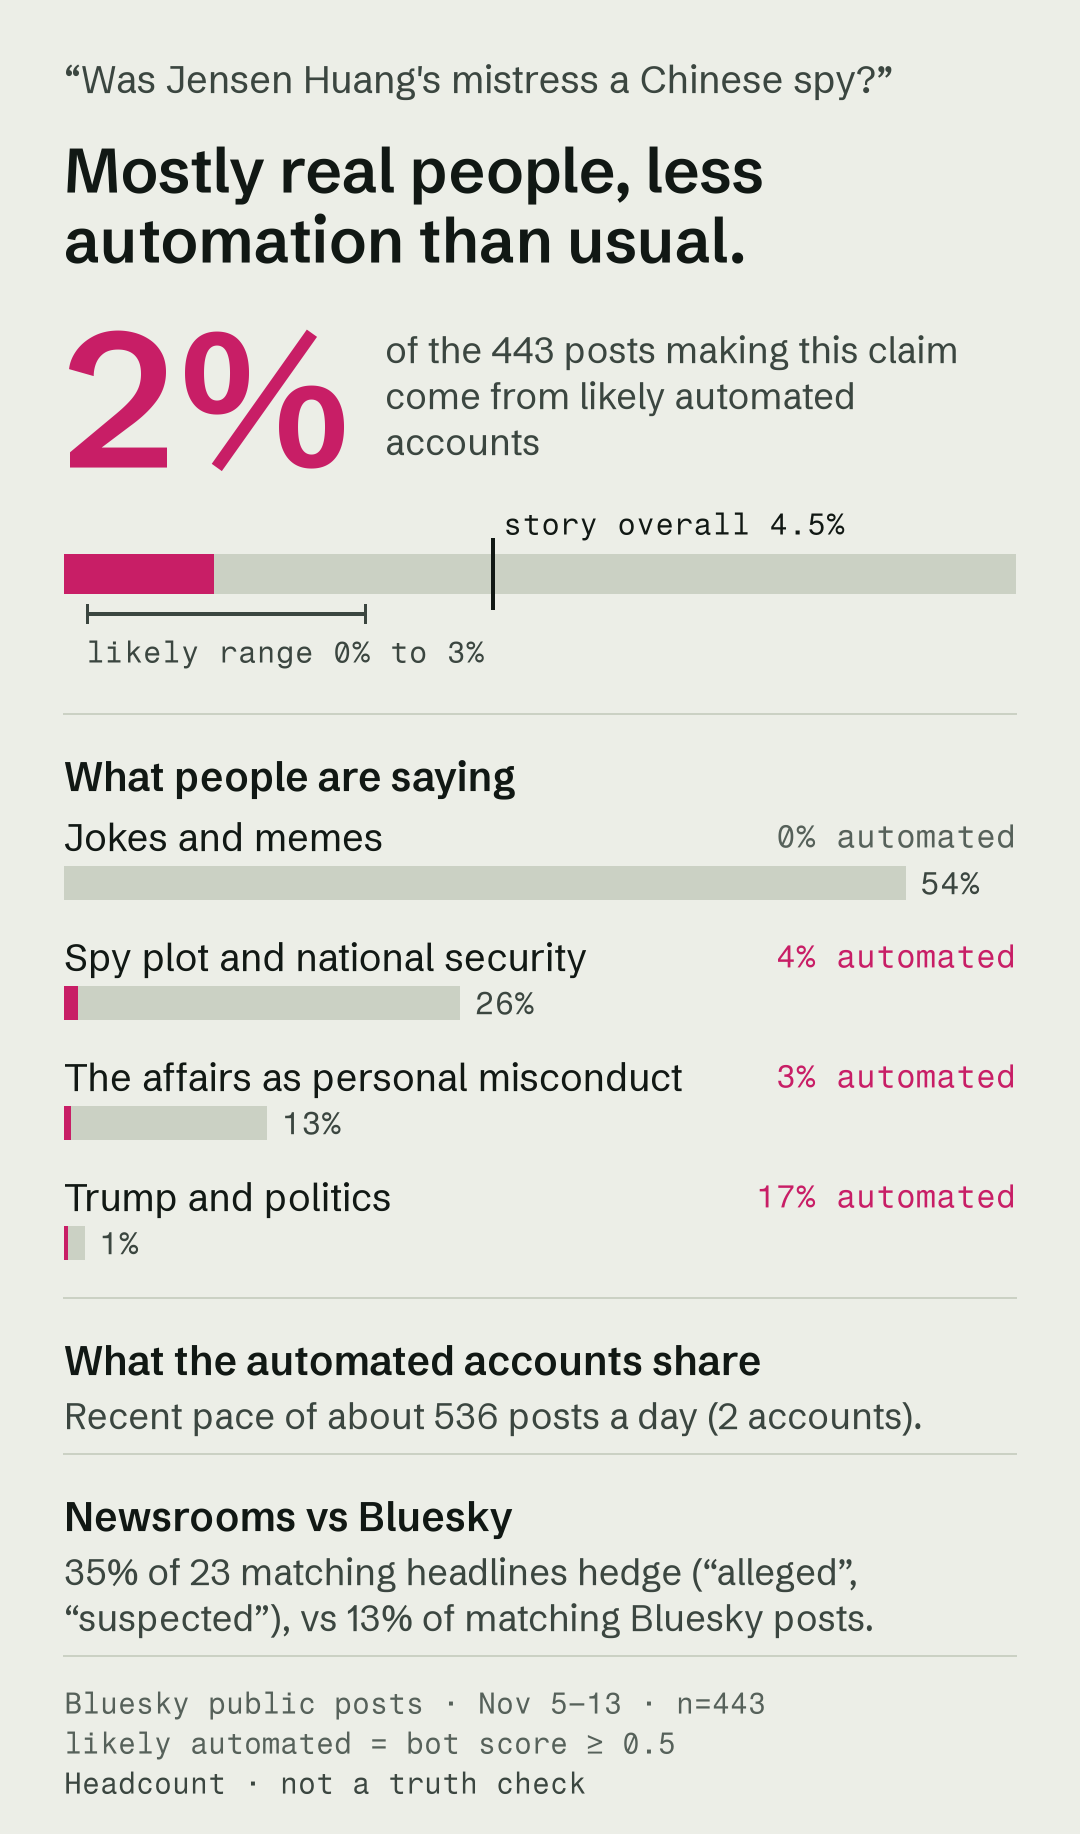 “Was Jensen Huang's mistress a Chinese spy?”
Mostly real people, less
automation than usual.
2%
of the 443 posts making this claim
come from likely automated
accounts
story overall 4.5%
likely range 0% to 3%
What people are saying
Jokes and memes
0% automated
54%
Spy plot and national security
4% automated
26%
The affairs as personal misconduct
3% automated
13%
Trump and politics
17% automated
1%
What the automated accounts share
Recent pace of about 536 posts a day (2 accounts).
Newsrooms vs Bluesky
35% of 23 matching headlines hedge (“alleged”,
“suspected”), vs 13% of matching Bluesky posts.
Bluesky public posts · Nov 5–13 · n=443
likely automated = bot score ≥ 0.5
Headcount · not a truth check